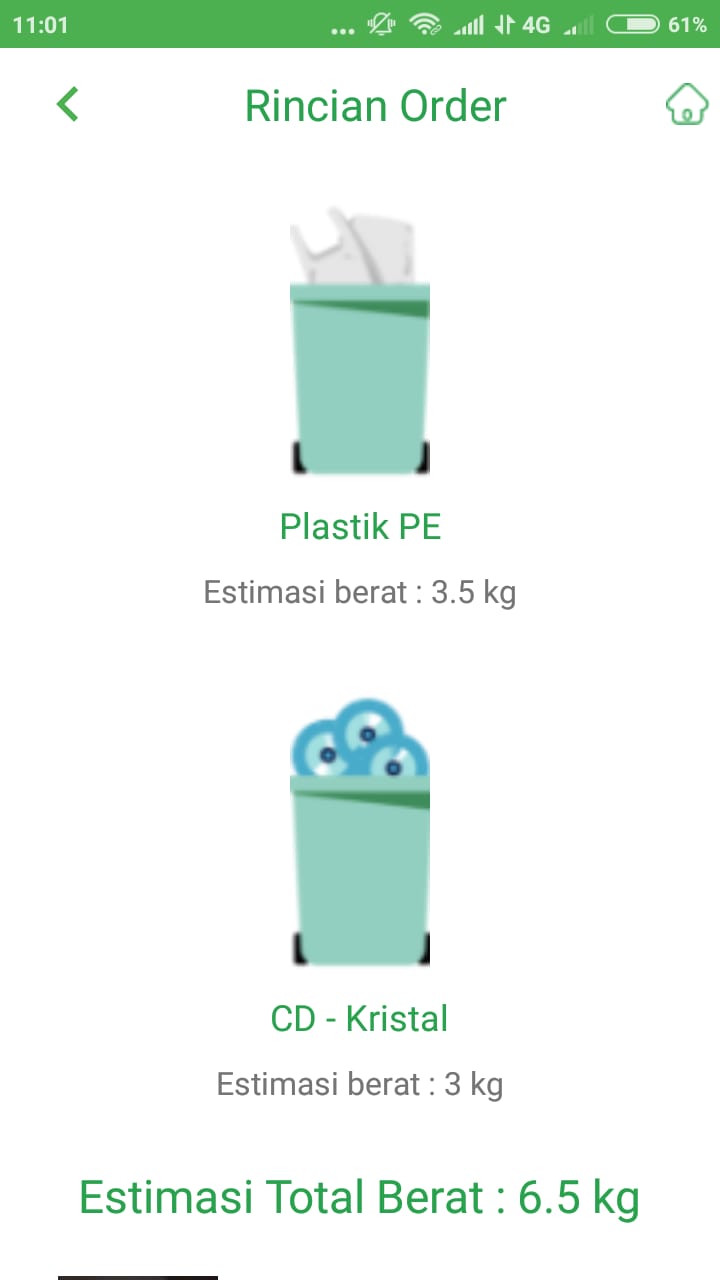 11:01
4G
61%
Rincian Order
Plastik PE
Estimasi berat : 3.5 kg
CD - Kristal
Estimasi berat : 3 kg
Estimasi Total Berat : 6.5 kg